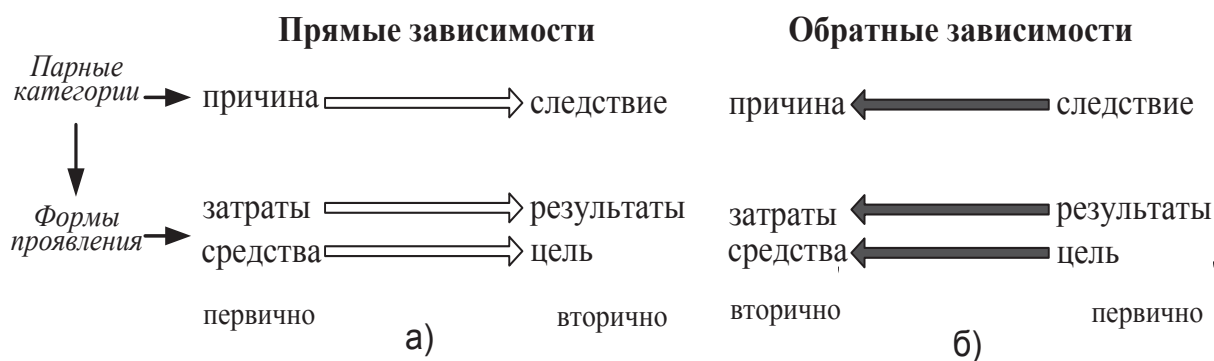 Прямые зависимости Обратные зависимости
Парные
категории
причина следствие причина следствие
Формы
проявления
затраты результаты затраты результаты
средства цель средства цель
первично вторично вторично первично
а) б)